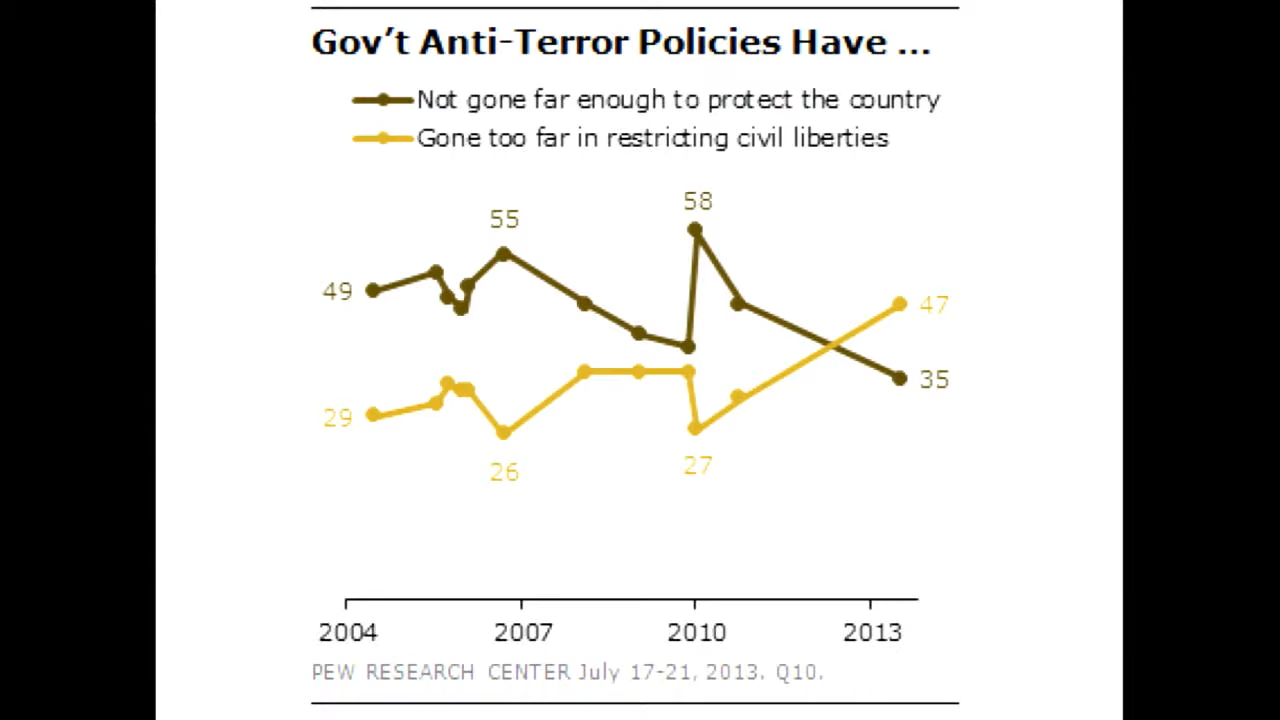 Gov't Anti-Terror Policies Have ...
Not gone far enough to protect the country
Gone too far in restricting civil liberties
58
55
49
47
35
29
27
26
2004 2007 2010 2013
PEW RESEARCH CENTER July 17-21, 2013. Q10.